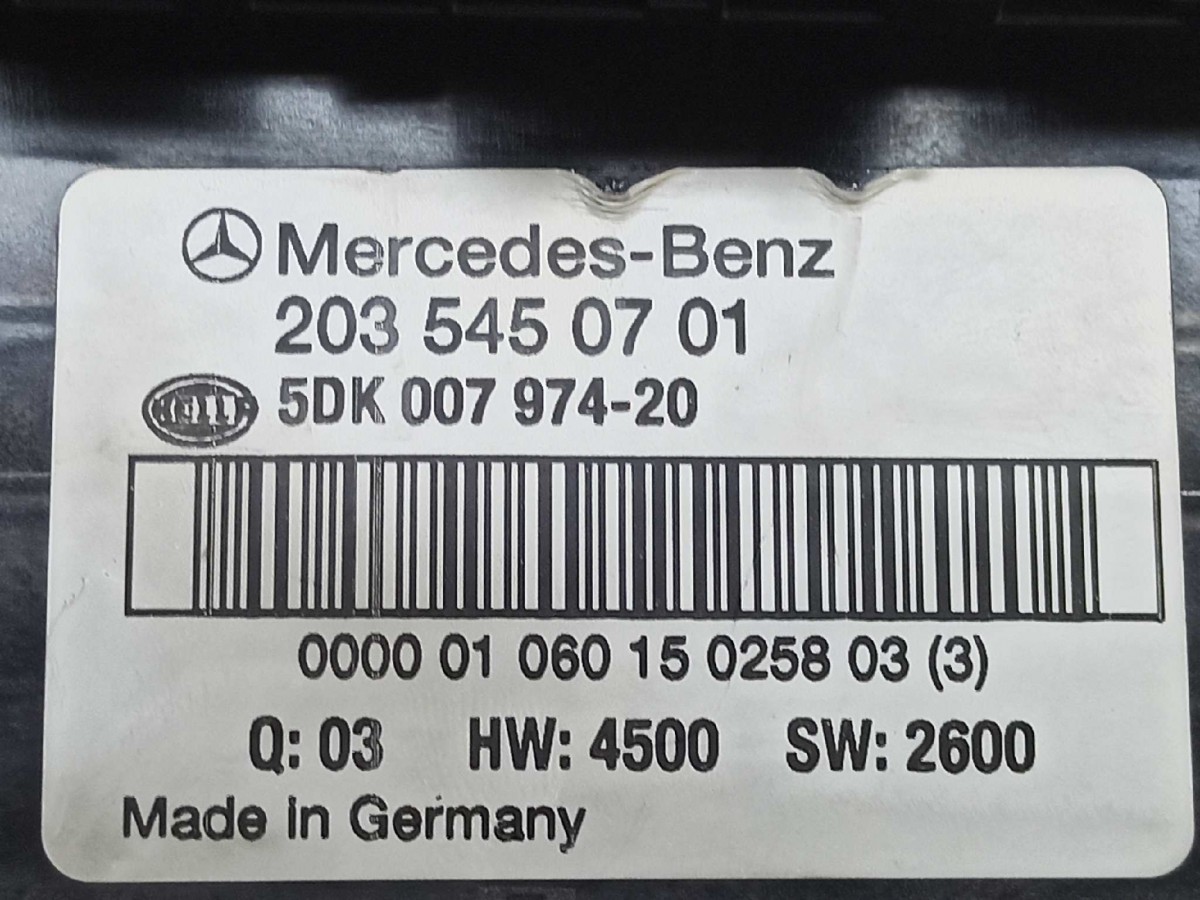 Mercedes-Benz
203 545 07 01
HELLA 5DK 007 974-20
0000 01 060 15 0258 03 (3)
Q: 03 HW: 4500 SW: 2600
Made in Germany